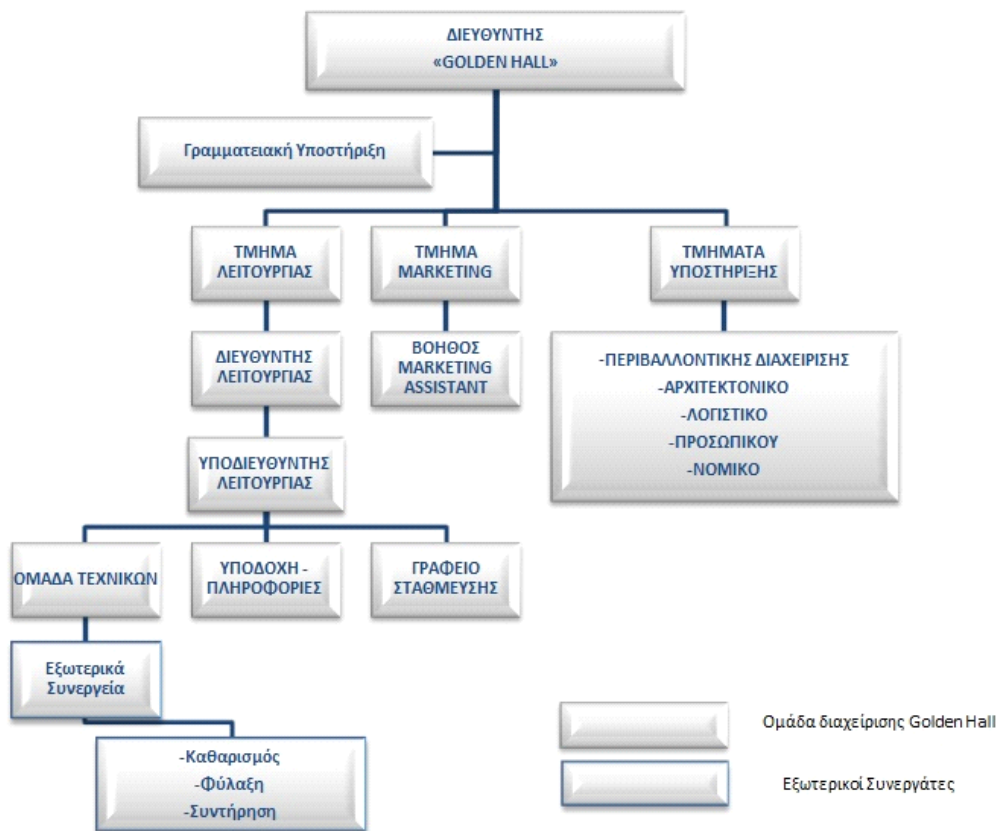 ΔΙΕΥΘΥΝΤΗΣ
«GOLDEN HALL»
Γραμματειακή Υποστήριξη
ΤΜΗΜΑ
ΛΕΙΤΟΥΡΓΙΑΣ
ΤΜΗΜΑ
MARKETING
ΤΜΗΜΑΤΑ
ΥΠΟΣΤΗΡΙΞΗΣ
ΔΙΕΥΘΥΝΤΗΣ
ΛΕΙΤΟΥΡΓΙΑΣ
ΒΟΗΘΟΣ
MARKETING
ASSISTANT
-ΠΕΡΙΒΑΛΛΟΝΤΙΚΗΣ ΔΙΑΧΕΙΡΙΣΗΣ
-ΑΡΧΙΤΕΚΤΟΝΙΚΟ
-ΛΟΓΙΣΤΙΚΟ
-ΠΡΟΣΩΠΙΚΟΥ
-ΝΟΜΙΚΟ
ΥΠΟΔΙΕΥΘΥΝΤΗΣ
ΛΕΙΤΟΥΡΓΙΑΣ
ΟΜΑΔΑ ΤΕΧΝΙΚΩΝ
ΥΠΟΔΟΧΗ -
ΠΛΗΡΟΦΟΡΙΕΣ
ΓΡΑΦΕΙΟ
ΣΤΑΘΜΕΥΣΗΣ
Εξωτερικά
Συνεργεία
-Καθαρισμός
-Φύλαξη
-Συντήρηση
Ομάδα διαχείρισης Golden Hall
Εξωτερικοί Συνεργάτες